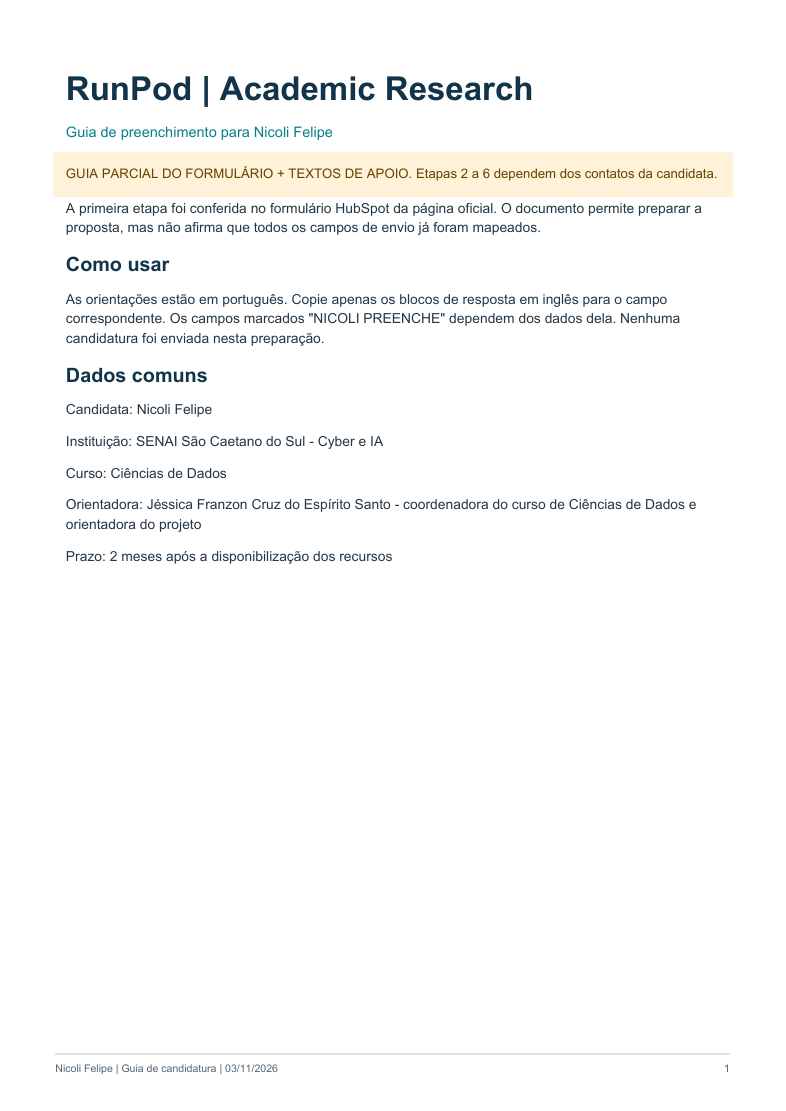 RunPod | Academic Research
Guia de preenchimento para Nicoli Felipe
GUIA PARCIAL DO FORMULÁRIO + TEXTOS DE APOIO. Etapas 2 a 6 dependem dos contatos da candidata.
A primeira etapa foi conferida no formulário HubSpot da página oficial. O documento permite preparar a
proposta, mas não afirma que todos os campos de envio já foram mapeados.
Como usar
As orientações estão em português. Copie apenas os blocos de resposta em inglês para o campo
correspondente. Os campos marcados "NICOLI PREENCHE" dependem dos dados dela. Nenhuma
candidatura foi enviada nesta preparação.
Dados comuns
Candidata: Nicoli Felipe
Instituição: SENAI São Caetano do Sul - Cyber e IA
Curso: Ciências de Dados
Orientadora: Jéssica Franzon Cruz do Espírito Santo - coordenadora do curso de Ciências de Dados e
orientadora do projeto
Prazo: 2 meses após a disponibilização dos recursos
Nicoli Felipe | Guia de candidatura | 03/11/2026
1